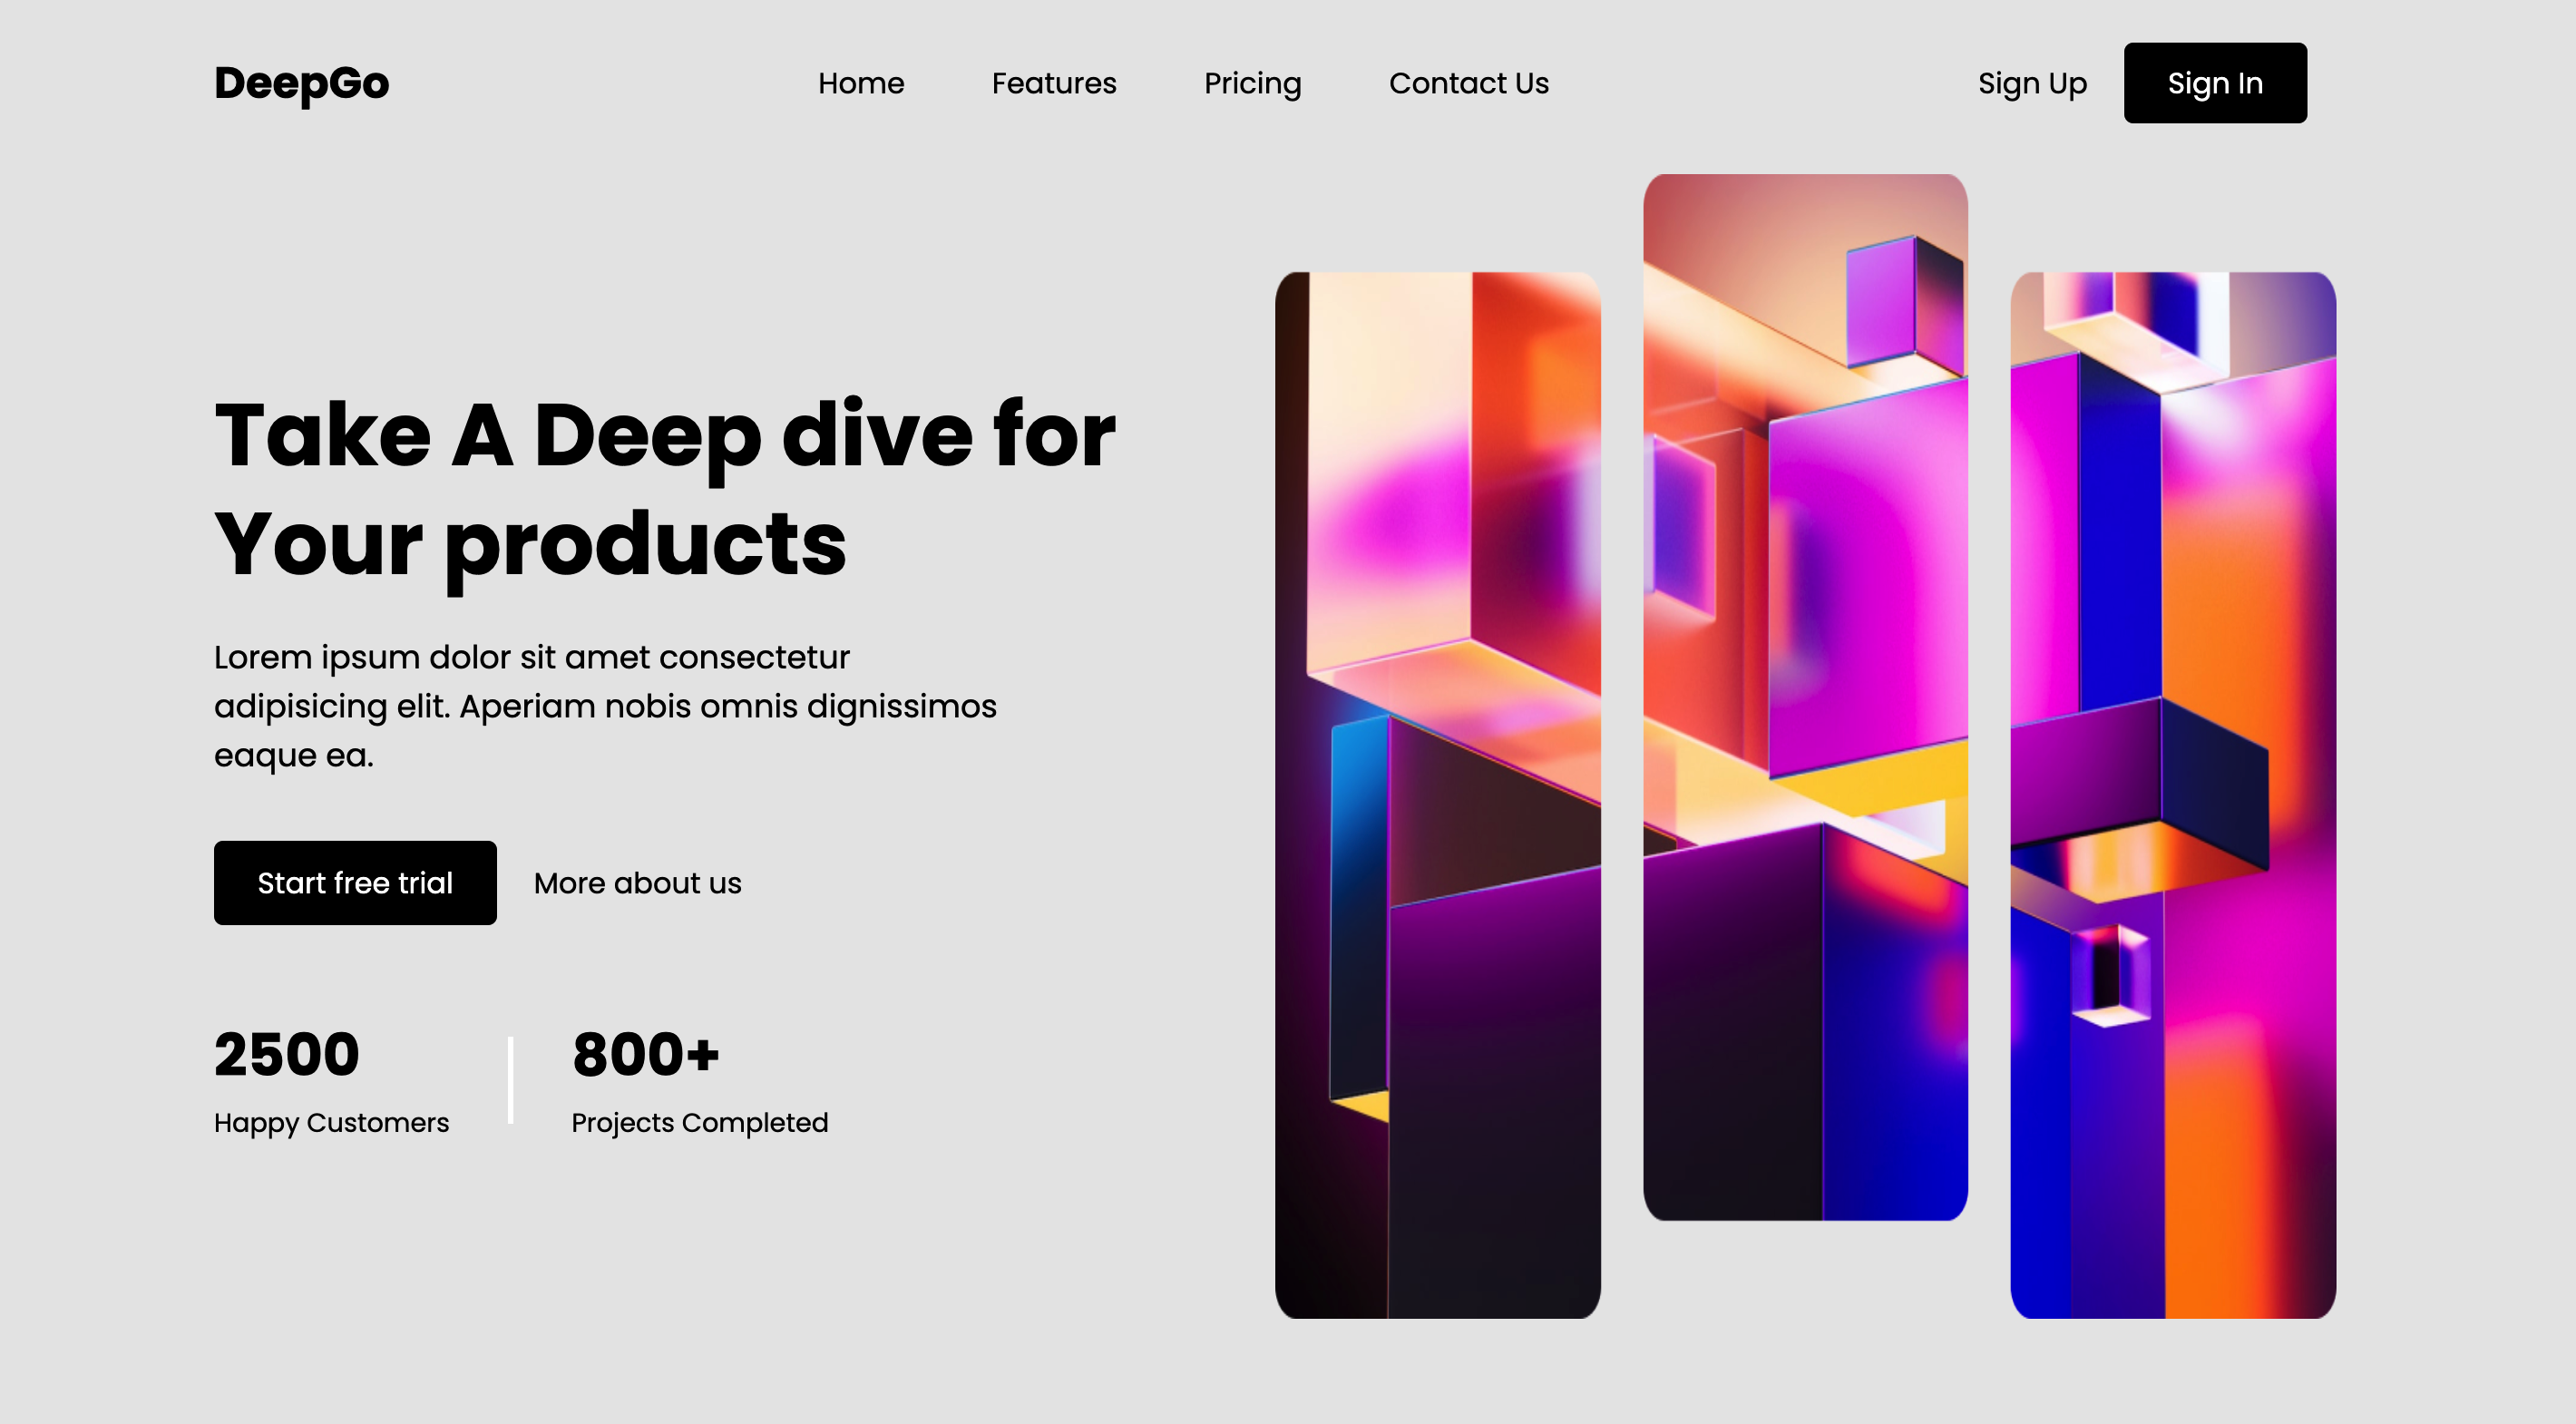 DeepGo
Home
Features
Pricing
Contact Us
Sign Up
Sign In
Take A Deep dive for
Your products
Lorem ipsum dolor sit amet consectetur
adipisicing elit. Aperiam nobis omnis dignissimos
eaque ea.
Start free trial
More about us
2500
Happy Customers
800+
Projects Completed